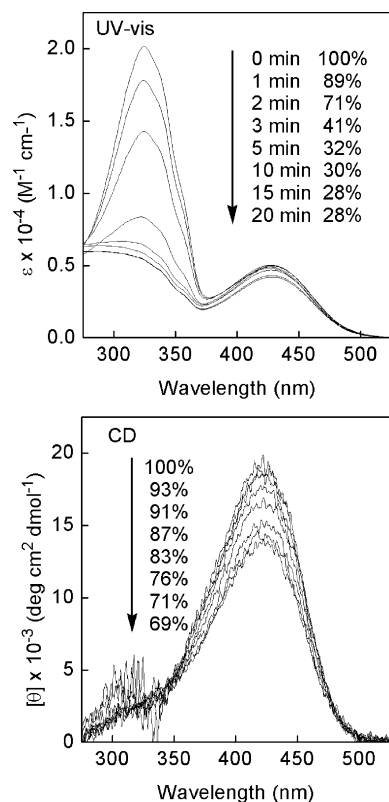 UV-vis
0 min 100%
1 min 89%
2 min 71%
3 min 41%
5 min 32%
10 min 30%
15 min 28%
20 min 28%
2.0
1.5
1.0
0.5
0.0
ε x 10⁻⁴ (M⁻¹ cm⁻¹)
300 350 400 450 500
Wavelength (nm)
CD
100%
93%
91%
87%
83%
76%
71%
69%
20
15
10
5
0
[θ] x 10⁻³ (deg cm² dmol⁻¹)
300 350 400 450 500
Wavelength (nm)